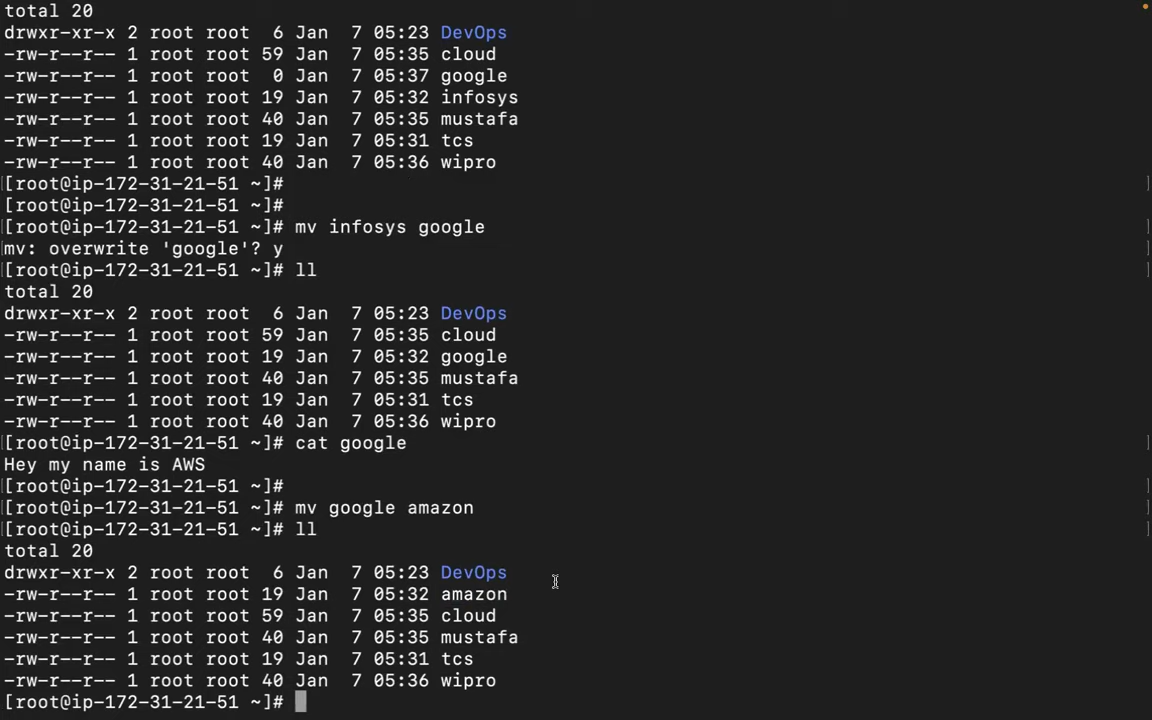 total 20
drwxr-xr-x 2 root root  6 Jan  7 05:23 DevOps
-rw-r--r-- 1 root root 59 Jan  7 05:35 cloud
-rw-r--r-- 1 root root  0 Jan  7 05:37 google
-rw-r--r-- 1 root root 19 Jan  7 05:32 infosys
-rw-r--r-- 1 root root 40 Jan  7 05:35 mustafa
-rw-r--r-- 1 root root 19 Jan  7 05:31 tcs
-rw-r--r-- 1 root root 40 Jan  7 05:36 wipro
[root@ip-172-31-21-51 ~]#
[root@ip-172-31-21-51 ~]#
[root@ip-172-31-21-51 ~]# mv infosys google
mv: overwrite 'google'? y
[root@ip-172-31-21-51 ~]# ll
total 20
drwxr-xr-x 2 root root  6 Jan  7 05:23 DevOps
-rw-r--r-- 1 root root 59 Jan  7 05:35 cloud
-rw-r--r-- 1 root root 19 Jan  7 05:32 google
-rw-r--r-- 1 root root 40 Jan  7 05:35 mustafa
-rw-r--r-- 1 root root 19 Jan  7 05:31 tcs
-rw-r--r-- 1 root root 40 Jan  7 05:36 wipro
[root@ip-172-31-21-51 ~]# cat google
Hey my name is AWS
[root@ip-172-31-21-51 ~]#
[root@ip-172-31-21-51 ~]# mv google amazon
[root@ip-172-31-21-51 ~]# ll
total 20
drwxr-xr-x 2 root root  6 Jan  7 05:23 DevOps
-rw-r--r-- 1 root root 19 Jan  7 05:32 amazon
-rw-r--r-- 1 root root 59 Jan  7 05:35 cloud
-rw-r--r-- 1 root root 40 Jan  7 05:35 mustafa
-rw-r--r-- 1 root root 19 Jan  7 05:31 tcs
-rw-r--r-- 1 root root 40 Jan  7 05:36 wipro
[root@ip-172-31-21-51 ~]#